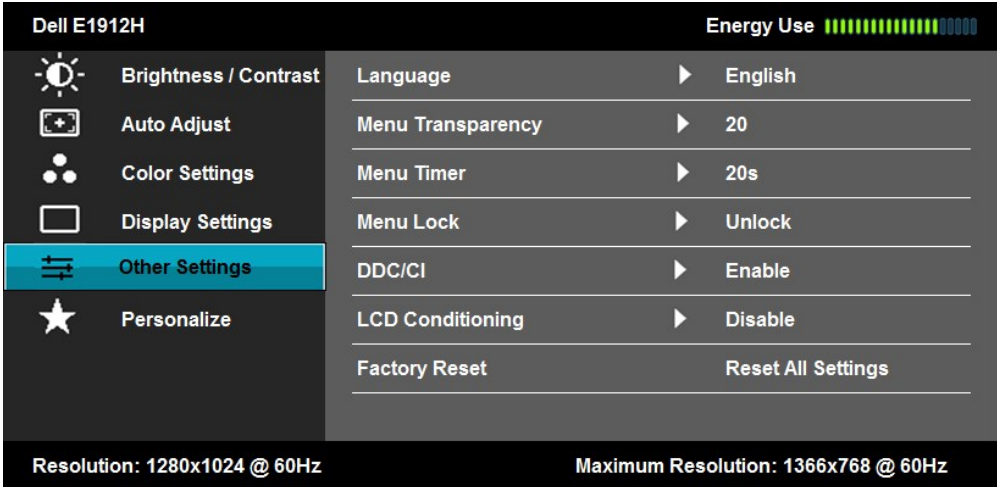 Dell E1912H Energy Use
Brightness / Contrast
Auto Adjust
Color Settings
Display Settings
Other Settings
Personalize
Language English
Menu Transparency 20
Menu Timer 20s
Menu Lock Unlock
DDC/CI Enable
LCD Conditioning Disable
Factory Reset Reset All Settings
Resolution: 1280x1024 @ 60Hz Maximum Resolution: 1366x768 @ 60Hz